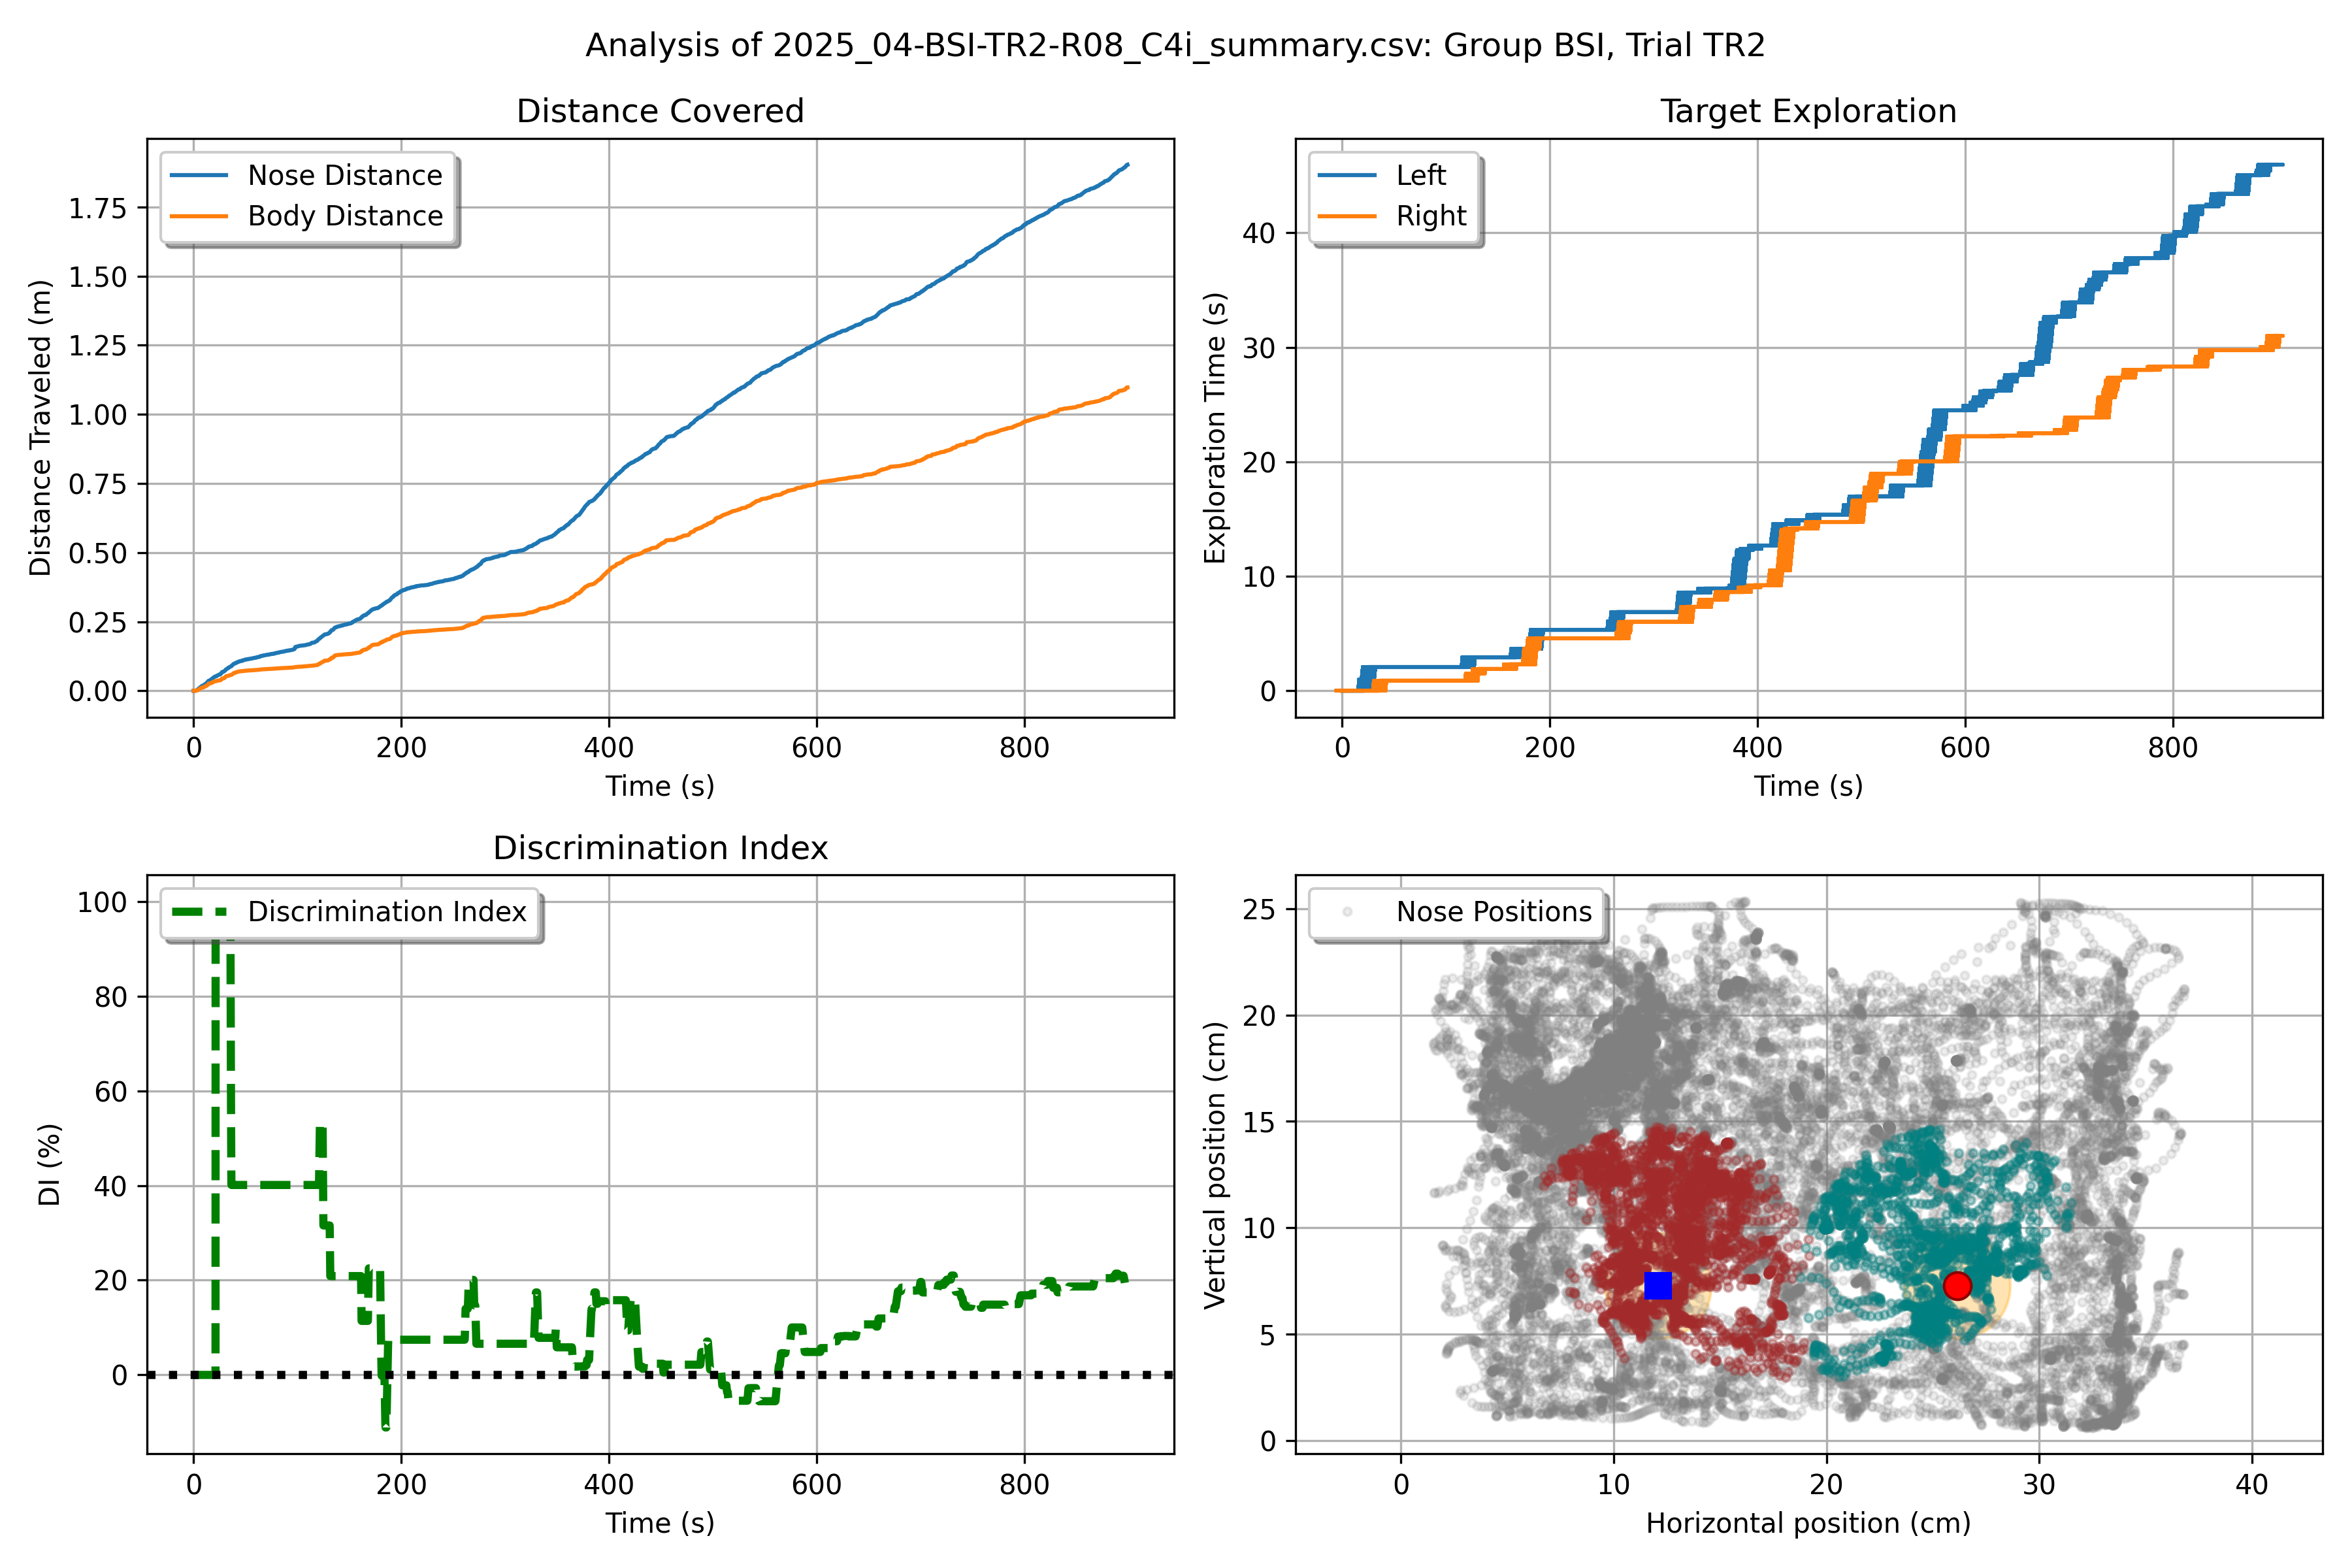 Analysis of 2025_04-BSI-TR2-R08_C4i_summary.csv: Group BSI, Trial TR2
Distance Covered
Nose Distance
Body Distance
Distance Traveled (m)
1.75
1.50
1.25
1.00
0.75
0.50
0.25
0.00
0 200 400 600 800
Time (s)
Target Exploration
Left
Right
Exploration Time (s)
40
30
20
10
0
0 200 400 600 800
Time (s)
Discrimination Index
Discrimination Index
DI (%)
100
80
60
40
20
0
0 200 400 600 800
Time (s)
Nose Positions
Vertical position (cm)
25
20
15
10
5
0
0 10 20 30 40
Horizontal position (cm)